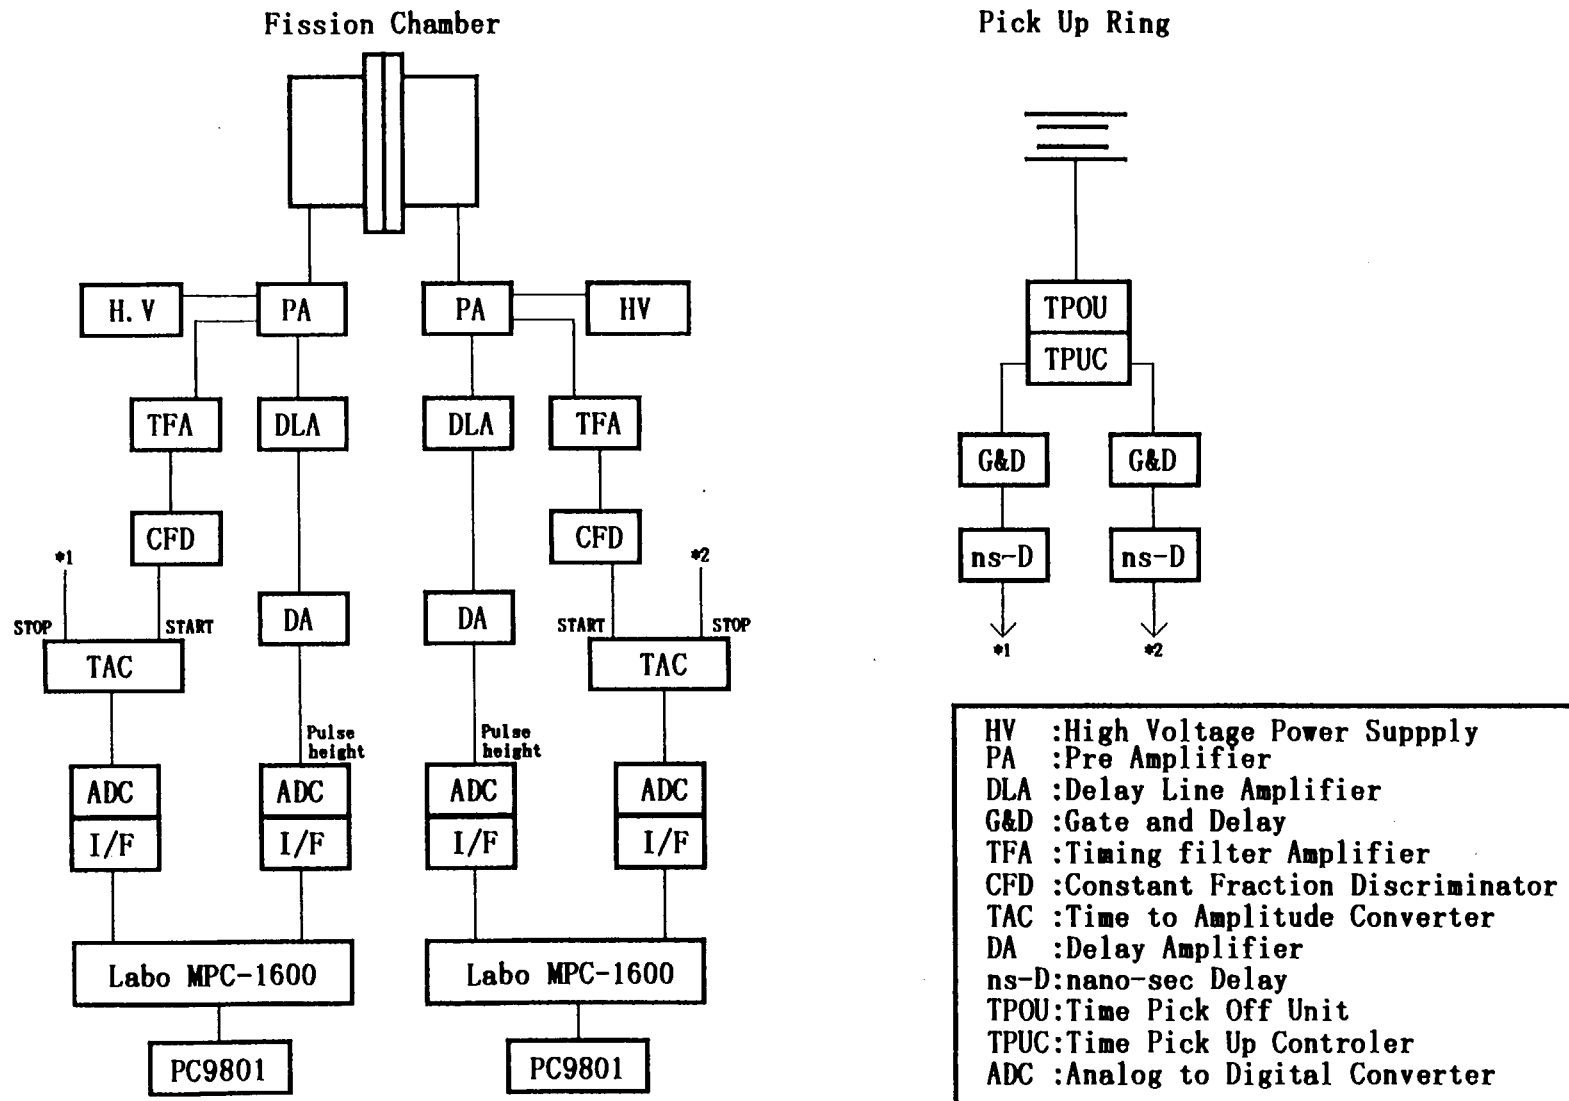 Fission Chamber
Pick Up Ring
H.V
PA
PA
HV
TPOU
TPUC
TFA
DLA
DLA
TFA
G&D
G&D
CFD
CFD
ns-D
ns-D
*1
*2
STOP
START
DA
DA
START
STOP
*1
*2
TAC
TAC
Pulse
height
Pulse
height
ADC
ADC
ADC
ADC
I/F
I/F
I/F
I/F
Labo MPC-1600
Labo MPC-1600
PC9801
PC9801
HV :High Voltage Power Suppply
PA :Pre Amplifier
DLA :Delay Line Amplifier
G&D :Gate and Delay
TFA :Timing filter Amplifier
CFD :Constant Fraction Discriminator
TAC :Time to Amplitude Converter
DA :Delay Amplifier
ns-D:nano-sec Delay
TPOU:Time Pick Off Unit
TPUC:Time Pick Up Controler
ADC :Analog to Digital Converter